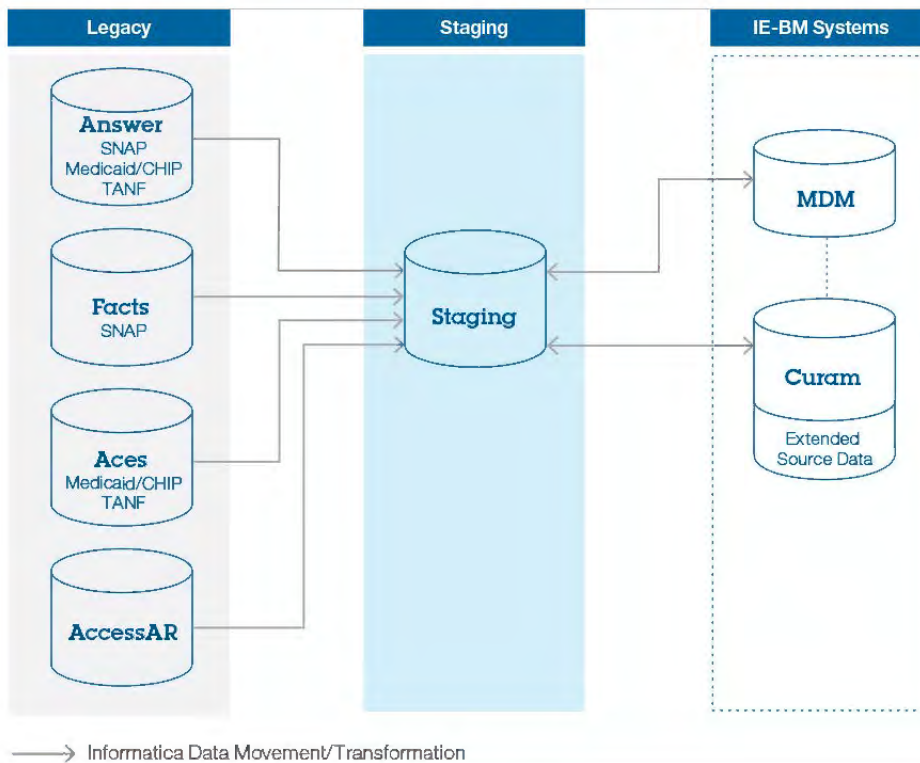 Legacy
Staging
IE-BM Systems
Answer
SNAP
Medicaid/CHIP
TANF
Facts
SNAP
Aces
Medicaid/CHIP
TANF
AccessAR
Staging
MDM
Curam
Extended
Source Data
Informatica Data Movement/Transformation